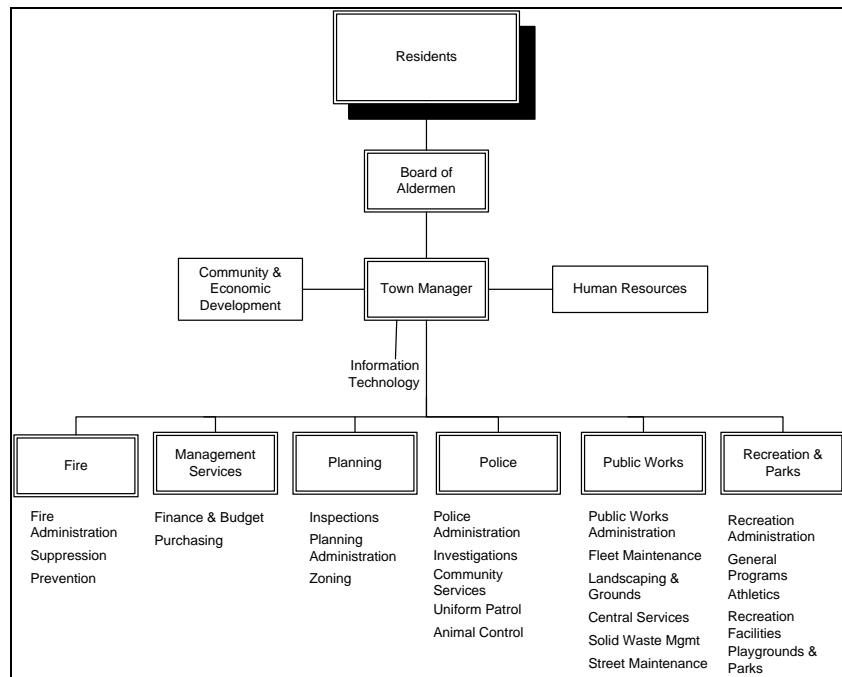 Residents
Board of
Aldermen
Community &
Economic
Development
Town Manager
Human Resources
Information
Technology
Fire
Management
Services
Planning
Police
Public Works
Recreation &
Parks
Fire
Administration
Suppression
Prevention
Finance & Budget
Purchasing
Inspections
Planning
Administration
Zoning
Police
Administration
Investigations
Community
Services
Uniform Patrol
Animal Control
Public Works
Administration
Fleet Maintenance
Landscaping &
Grounds
Central Services
Solid Waste Mgmt
Street Maintenance
Recreation
Administration
General
Programs
Athletics
Recreation
Facilities
Playgrounds &
Parks